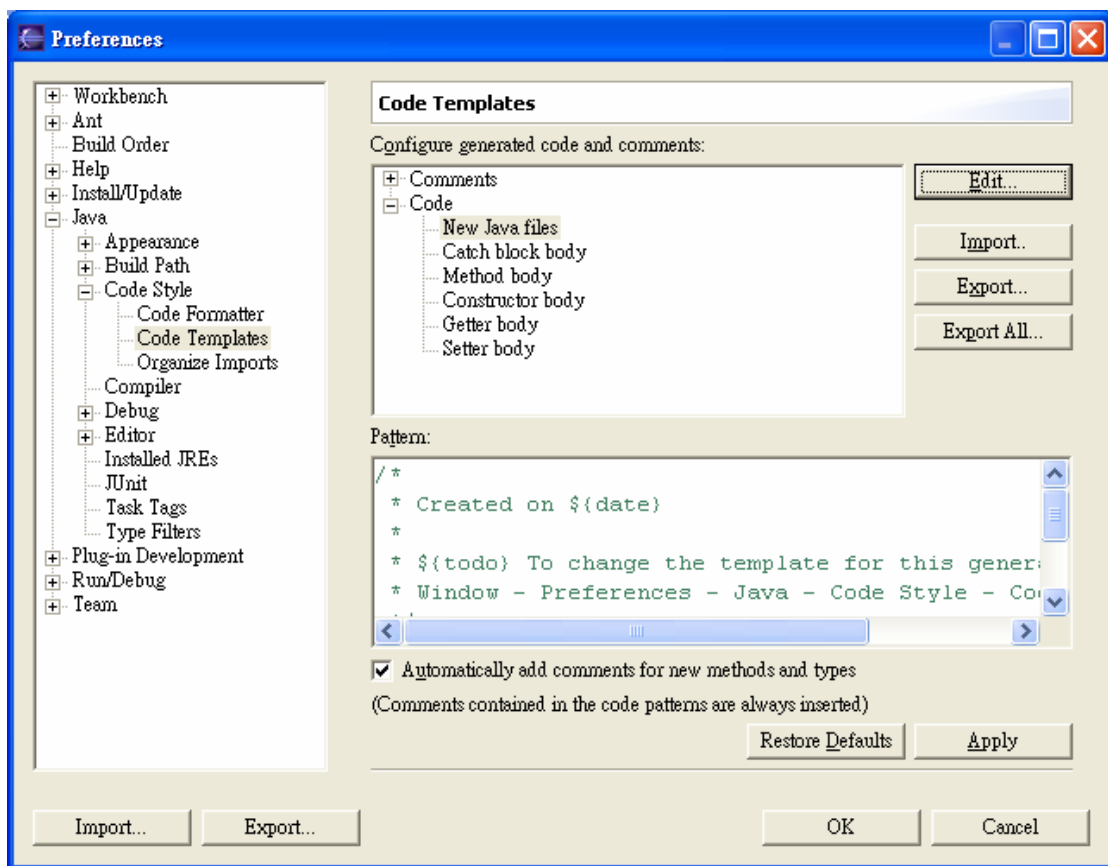 Preferences
Workbench
Ant
Build Order
Help
Install/Update
Java
Appearance
Build Path
Code Style
Code Formatter
Code Templates
Organize Imports
Compiler
Debug
Editor
Installed JREs
JUnit
Task Tags
Type Filters
Plug-in Development
Run/Debug
Team
Code Templates
Configure generated code and comments:
Comments
Code
New Java files
Catch block body
Method body
Constructor body
Getter body
Setter body
Edit...
Import..
Export...
Export All...
Pattern:
/*
* Created on ${date}
*
* ${todo} To change the template for this gener
* Window - Preferences - Java - Code Style - Co
Automatically add comments for new methods and types
(Comments contained in the code patterns are always inserted)
Restore Defaults
Apply
Import...
Export...
OK
Cancel